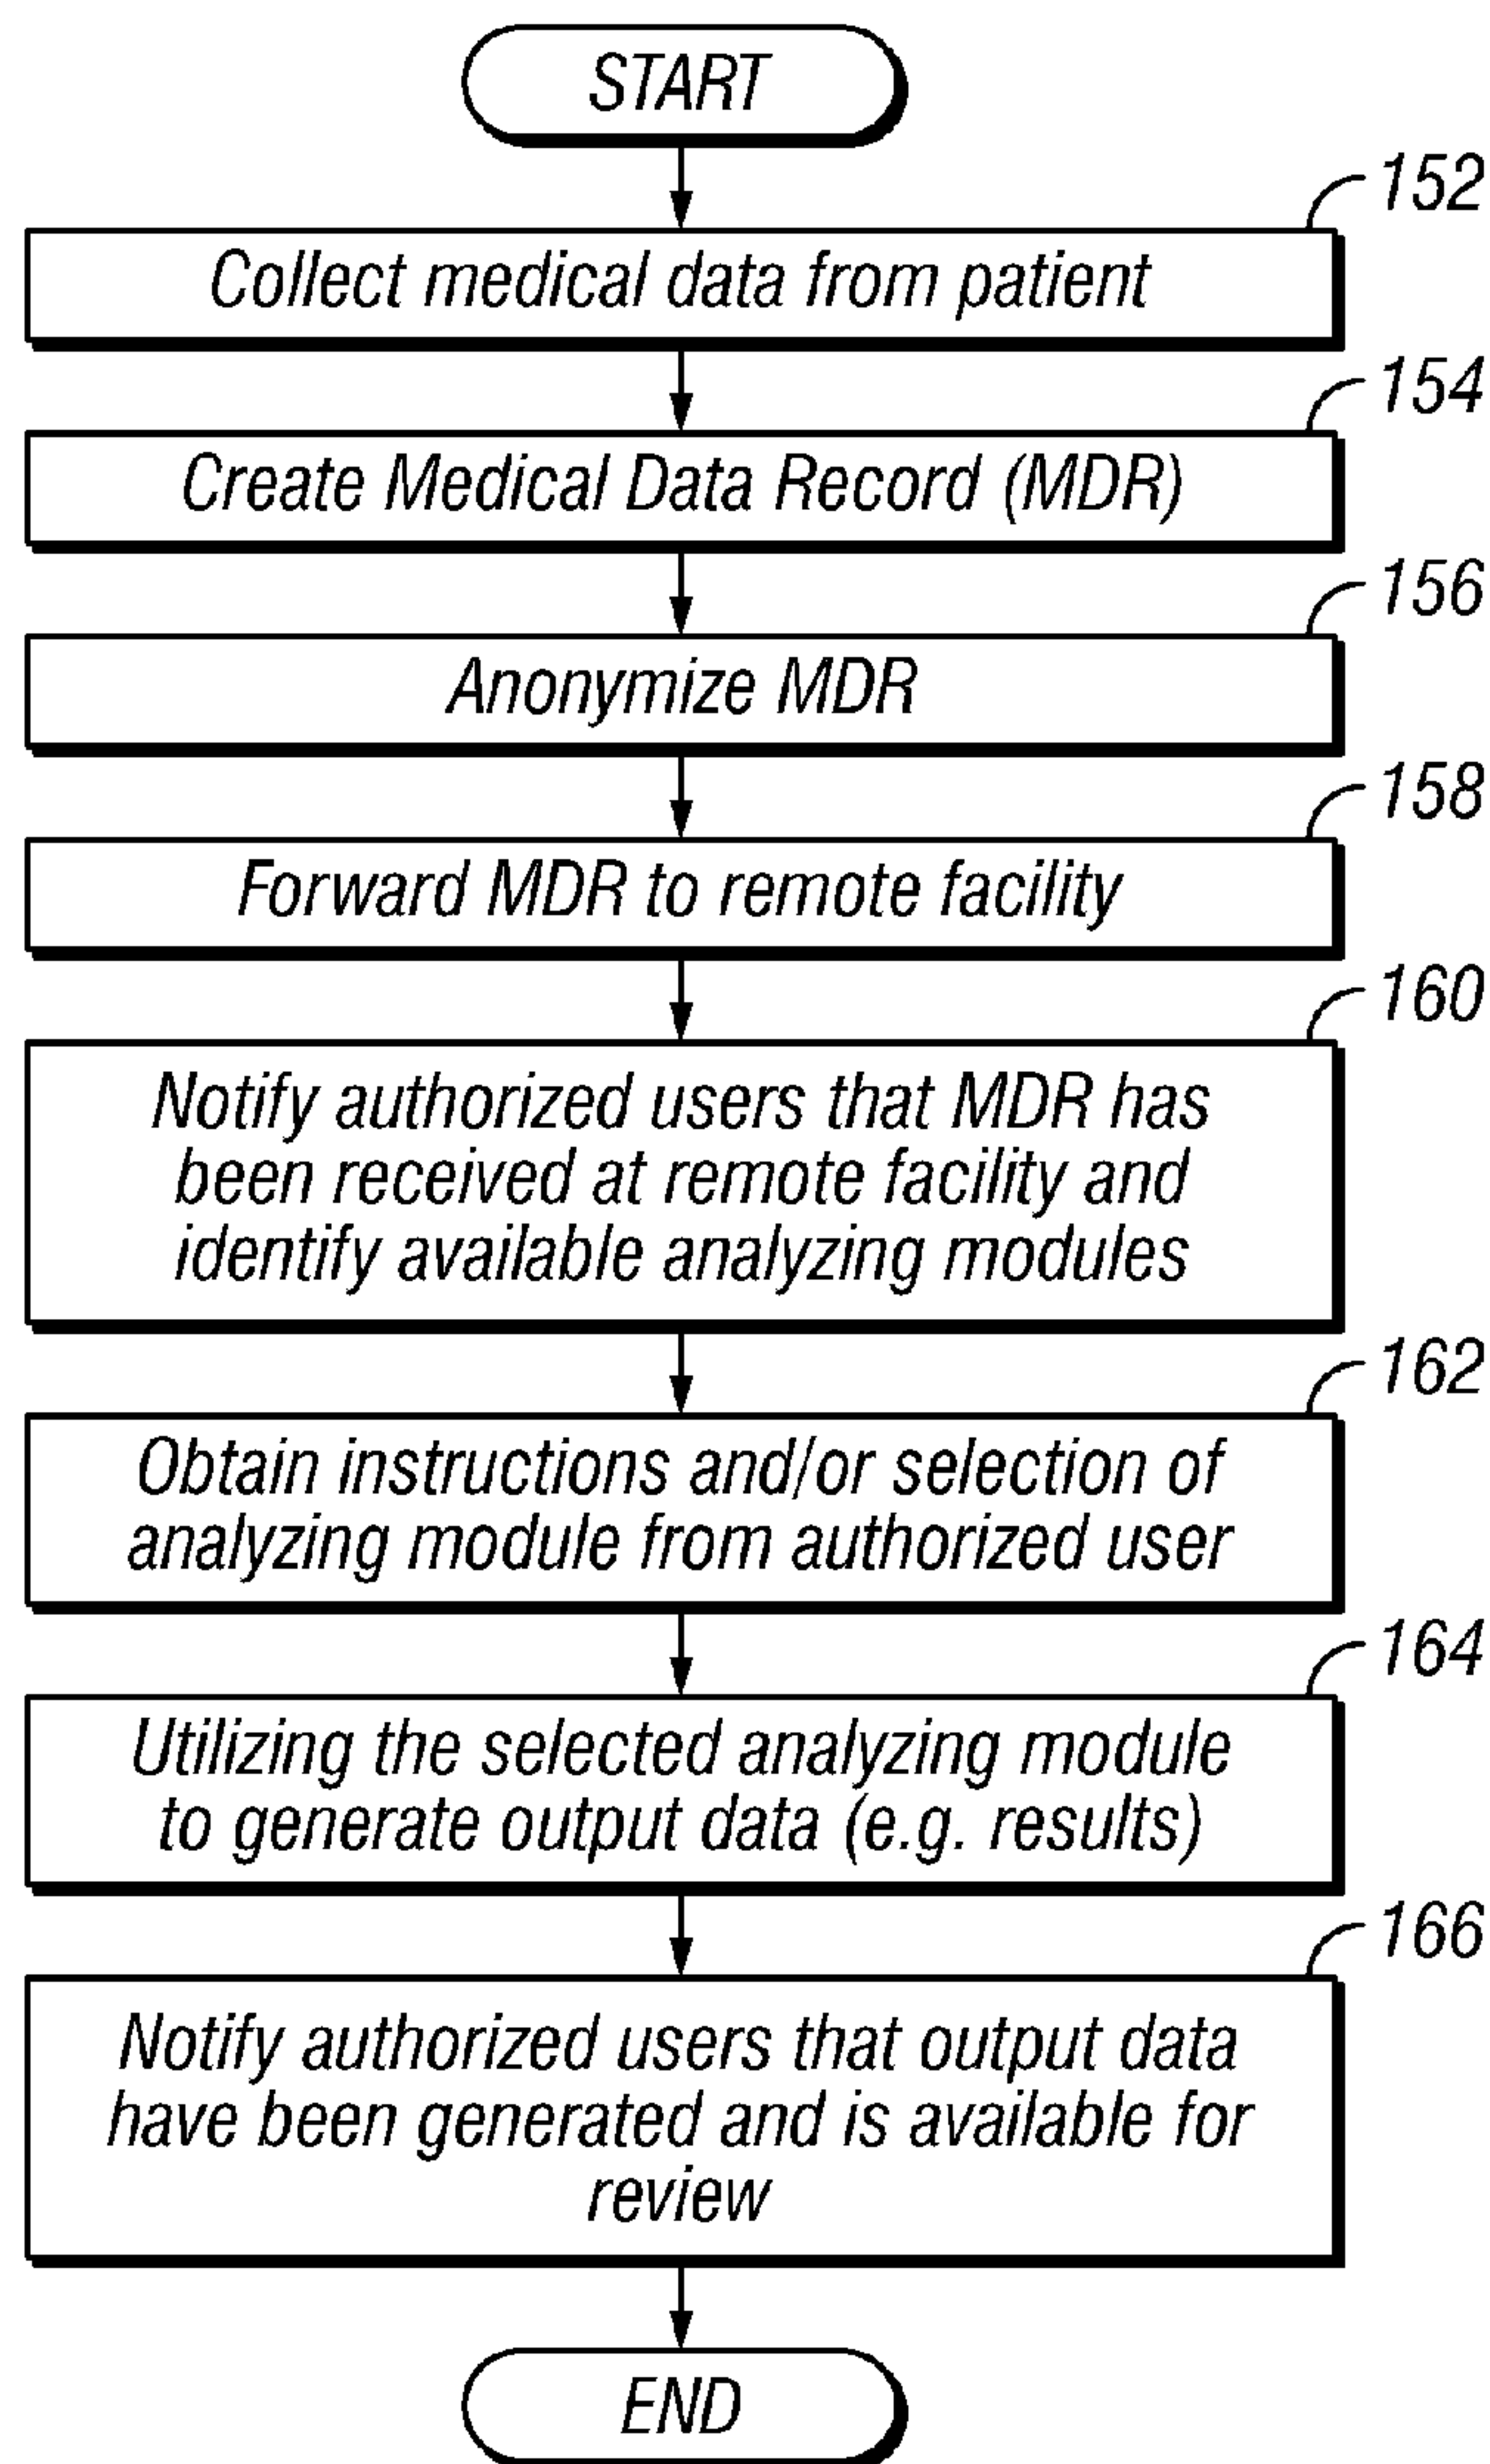 START
152
Collect medical data from patient
154
Create Medical Data Record (MDR)
156
Anonymize MDR
158
Forward MDR to remote facility
160
Notify authorized users that MDR has
been received at remote facility and
identify available analyzing modules
162
Obtain instructions and/or selection of
analyzing module from authorized user
164
Utilizing the selected analyzing module
to generate output data (e.g. results)
166
Notify authorized users that output data
have been generated and is available for
review
END